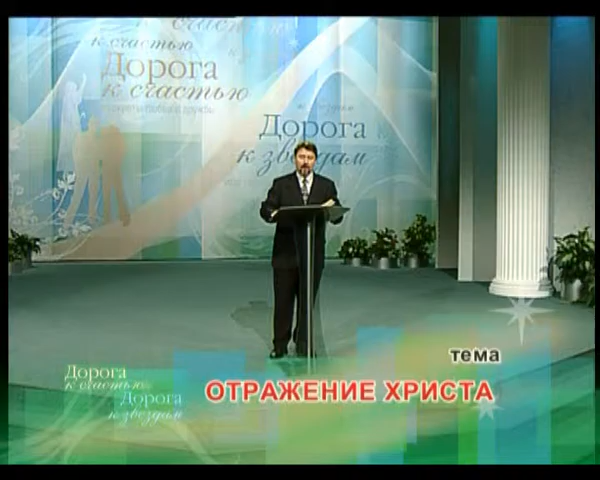 к счастью
Дорога
к счастью
Дорога
к звездам
тема
ОТРАЖЕНИЕ ХРИСТА
Дорога
к счастью
Дорога
к звездам